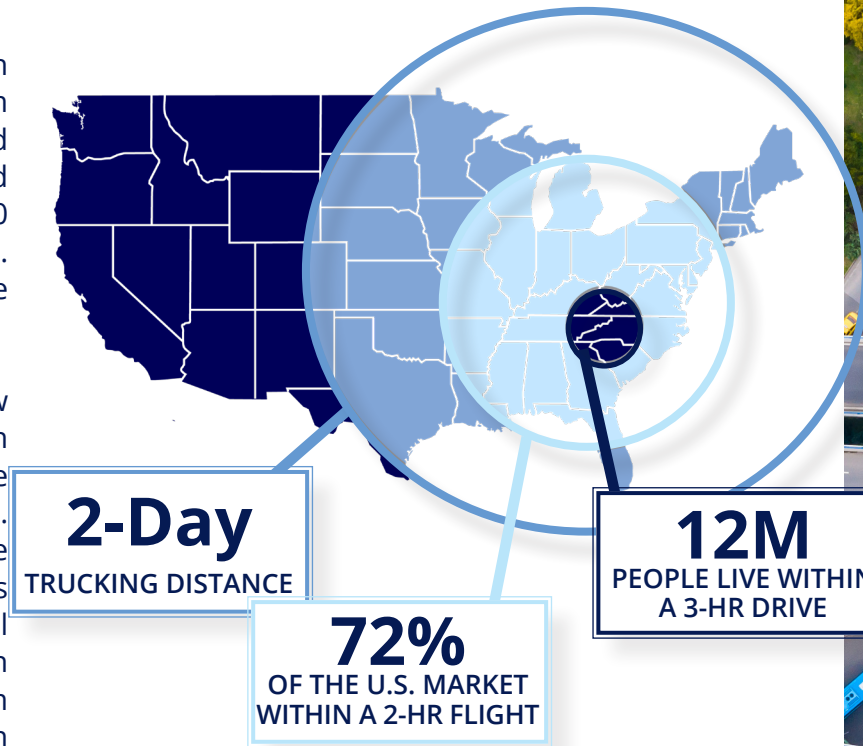 2-Day
TRUCKING DISTANCE
72%
OF THE U.S. MARKET
WITHIN A 2-HR FLIGHT
12M
PEOPLE LIVE WITHIN
A 3-HR DRIVE